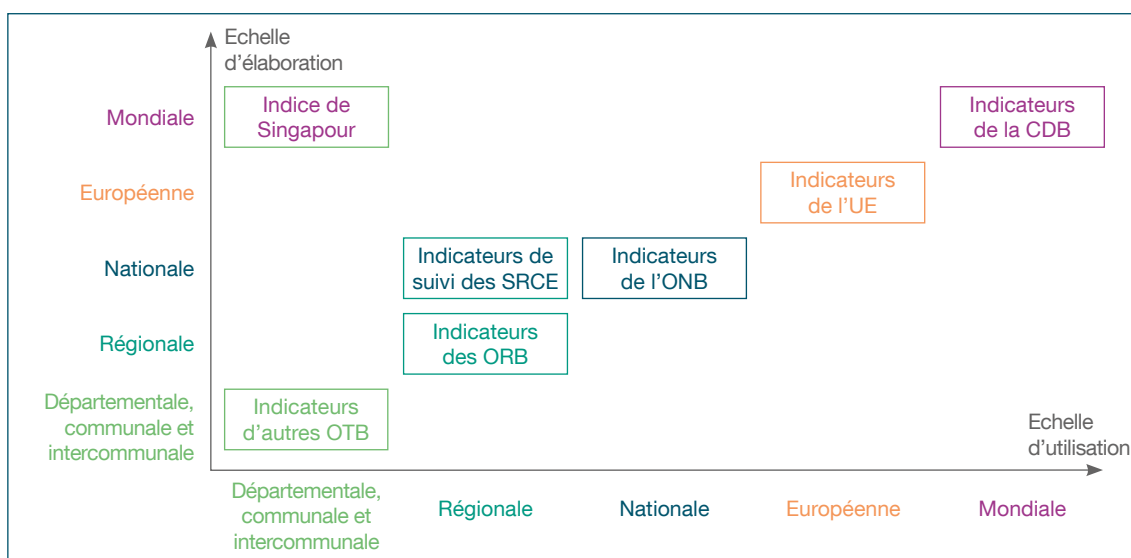 Echelle
d'élaboration
Mondiale
Indice de
Singapour
Indicateurs
de la CDB
Européenne
Indicateurs
de l'UE
Nationale
Indicateurs de
suivi des SRCE
Indicateurs
de l'ONB
Régionale
Indicateurs
des ORB
Départementale,
communale et
intercommunale
Indicateurs
d'autres OTB
Echelle
d'utilisation
Départementale,
communale et
intercommunale
Régionale
Nationale
Européenne
Mondiale